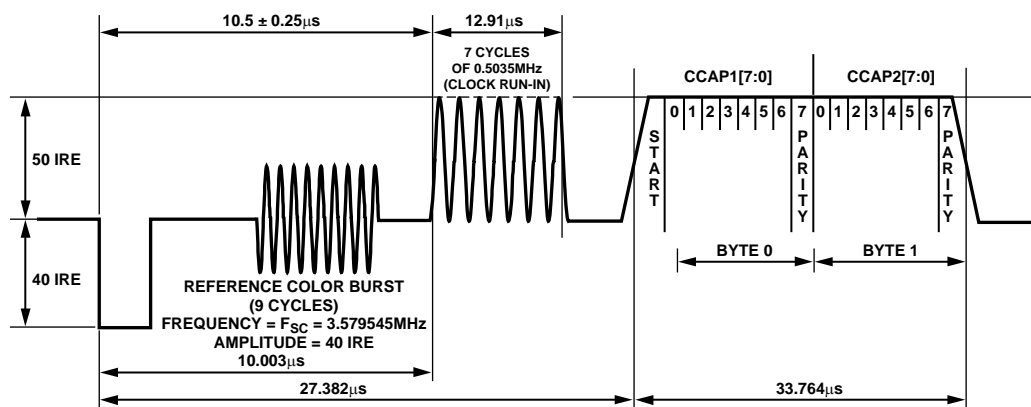 10.5 ± 0.25μs
12.91μs
7 CYCLES
OF 0.5035MHz
(CLOCK RUN-IN)
CCAP1[7:0]
CCAP2[7:0]
50 IRE
40 IRE
START
0 1 2 3 4 5 6 7
PARITY
0 1 2 3 4 5 6 7
PARITY
BYTE 0
BYTE 1
REFERENCE COLOR BURST
(9 CYCLES)
FREQUENCY = FSC = 3.579545MHz
AMPLITUDE = 40 IRE
10.003μs
27.382μs
33.764μs